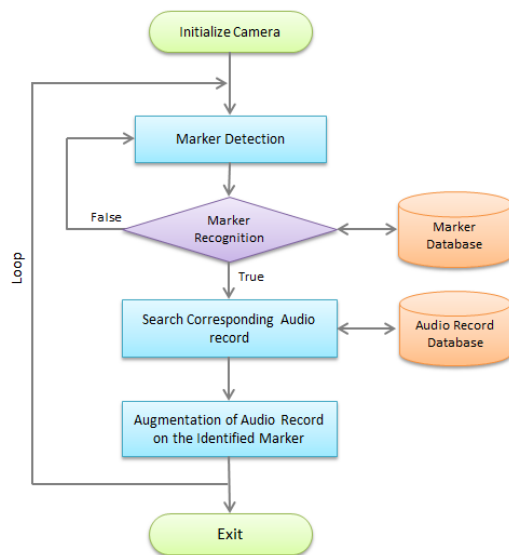 Initialize Camera
Marker Detection
False
Marker
Recognition
Marker
Database
True
Loop
Search Corresponding Audio
record
Audio Record
Database
Augmentation of Audio Record
on the Identified Marker
Exit